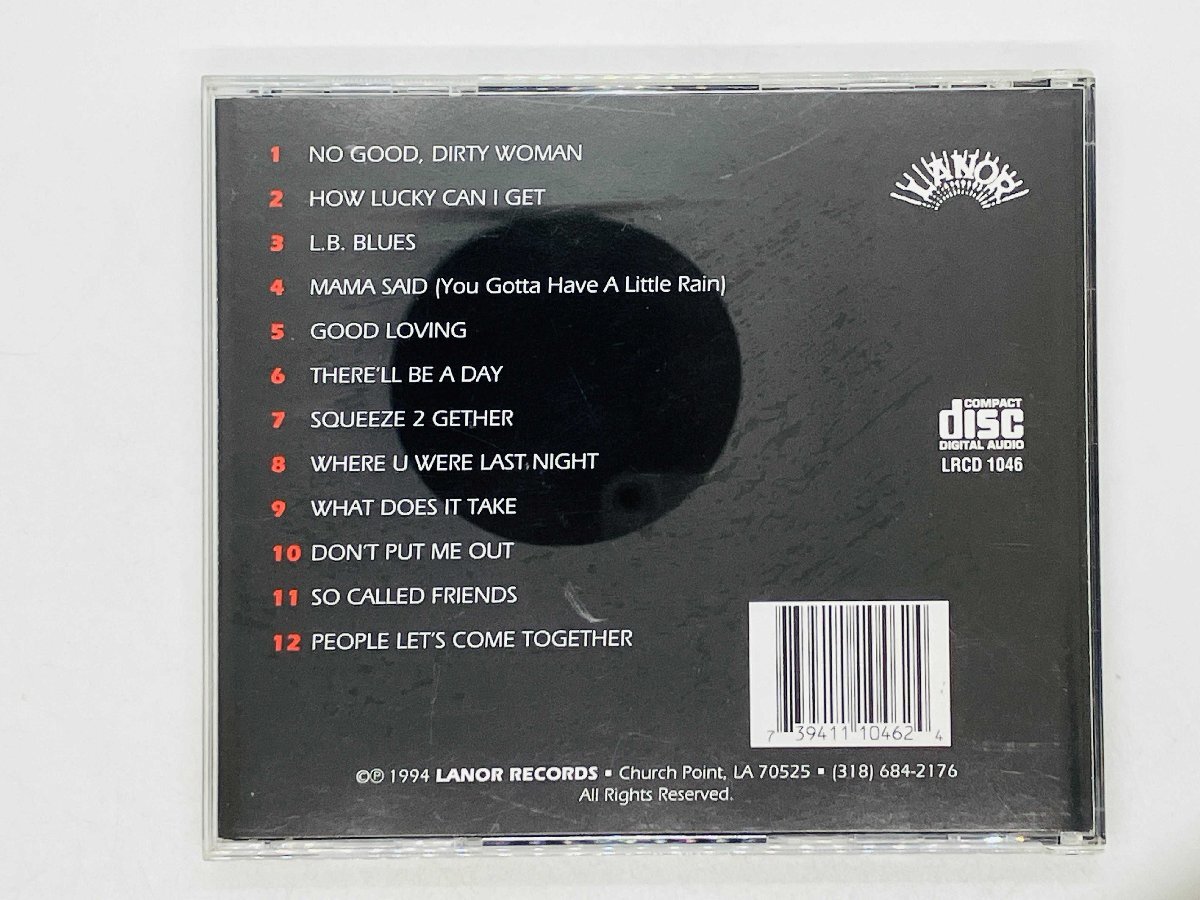 1 NO GOOD, DIRTY WOMAN
2 HOW LUCKY CAN I GET
3 L.B. BLUES
4 MAMA SAID (You Gotta Have A Little Rain)
5 GOOD LOVING
6 THERE'LL BE A DAY
7 SQUEEZE 2 GETHER
8 WHERE U WERE LAST NIGHT
9 WHAT DOES IT TAKE
10 DON'T PUT ME OUT
11 SO CALLED FRIENDS
12 PEOPLE LET'S COME TOGETHER
LANOR
COMPACT
disc
DIGITAL AUDIO
LRCD 1046
7 39411 10462 4
©℗ 1994 LANOR RECORDS ▪ Church Point, LA 70525 ▪ (318) 684-2176
All Rights Reserved.